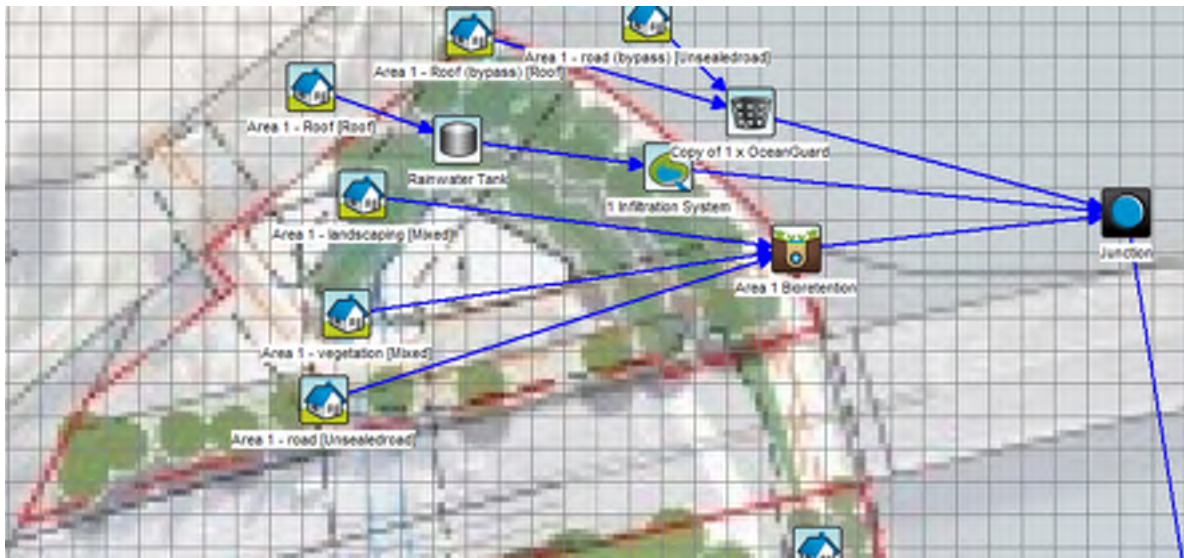 Area 1 - road (bypass) [Unsealedroad]
Area 1 - Roof (bypass) [Roof]
Area 1 - Roof [Roof]
Copy of 1 x OceanGuard
Rainwater Tank
1 Infiltration System
Area 1 - landscaping [Mixed]
Junction
Area 1 Bioretention
Area 1 - vegetation [Mixed]
Area 1 - road [Unsealedroad]